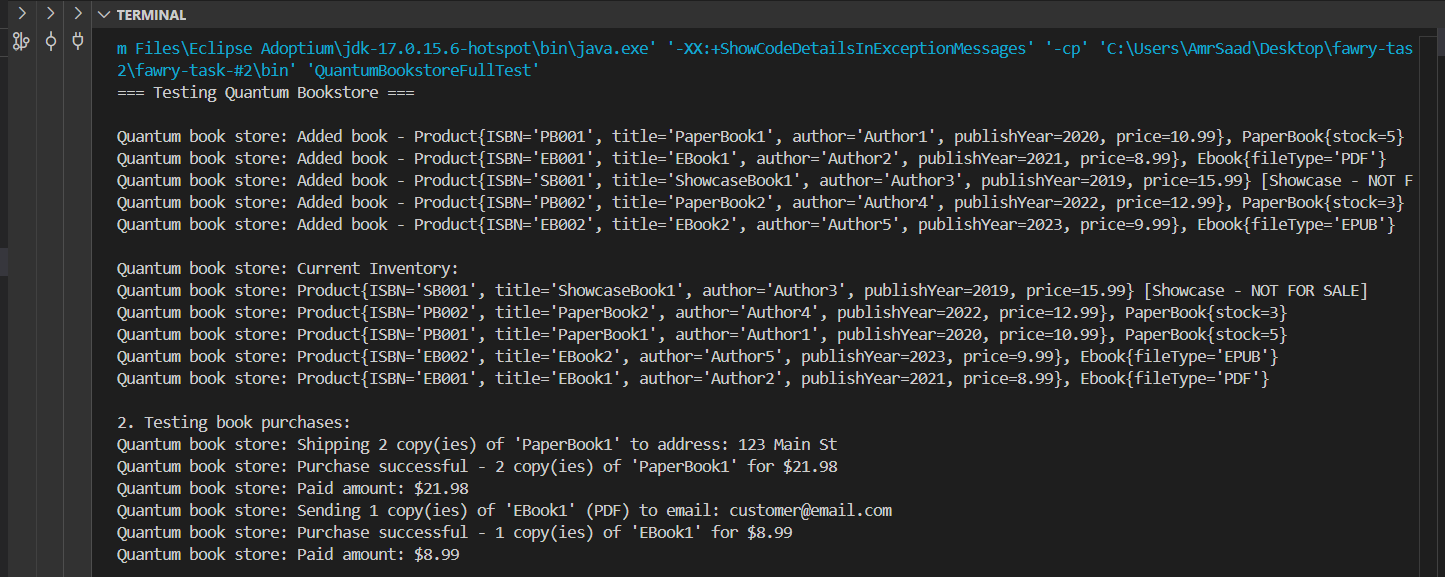 TERMINAL
m Files\Eclipse Adoptium\jdk-17.0.15.6-hotspot\bin\java.exe' '-XX:+ShowCodeDetailsInExceptionMessages' '-cp' 'C:\Users\AmrSaad\Desktop\fawry-tas
2\fawry-task-#2\bin' 'QuantumBookstoreFullTest'
=== Testing Quantum Bookstore ===
Quantum book store: Added book - Product{ISBN='PB001', title='PaperBook1', author='Author1', publishYear=2020, price=10.99}, PaperBook{stock=5}
Quantum book store: Added book - Product{ISBN='EB001', title='EBook1', author='Author2', publishYear=2021, price=8.99}, Ebook{fileType='PDF'}
Quantum book store: Added book - Product{ISBN='SB001', title='ShowcaseBook1', author='Author3', publishYear=2019, price=15.99} [Showcase - NOT F
Quantum book store: Added book - Product{ISBN='PB002', title='PaperBook2', author='Author4', publishYear=2022, price=12.99}, PaperBook{stock=3}
Quantum book store: Added book - Product{ISBN='EB002', title='EBook2', author='Author5', publishYear=2023, price=9.99}, Ebook{fileType='EPUB'}
Quantum book store: Current Inventory:
Quantum book store: Product{ISBN='SB001', title='ShowcaseBook1', author='Author3', publishYear=2019, price=15.99} [Showcase - NOT FOR SALE]
Quantum book store: Product{ISBN='PB002', title='PaperBook2', author='Author4', publishYear=2022, price=12.99}, PaperBook{stock=3}
Quantum book store: Product{ISBN='PB001', title='PaperBook1', author='Author1', publishYear=2020, price=10.99}, PaperBook{stock=5}
Quantum book store: Product{ISBN='EB002', title='EBook2', author='Author5', publishYear=2023, price=9.99}, Ebook{fileType='EPUB'}
Quantum book store: Product{ISBN='EB001', title='EBook1', author='Author2', publishYear=2021, price=8.99}, Ebook{fileType='PDF'}
2. Testing book purchases:
Quantum book store: Shipping 2 copy(ies) of 'PaperBook1' to address: 123 Main St
Quantum book store: Purchase successful - 2 copy(ies) of 'PaperBook1' for $21.98
Quantum book store: Paid amount: $21.98
Quantum book store: Sending 1 copy(ies) of 'EBook1' (PDF) to email: customer@email.com
Quantum book store: Purchase successful - 1 copy(ies) of 'EBook1' for $8.99
Quantum book store: Paid amount: $8.99